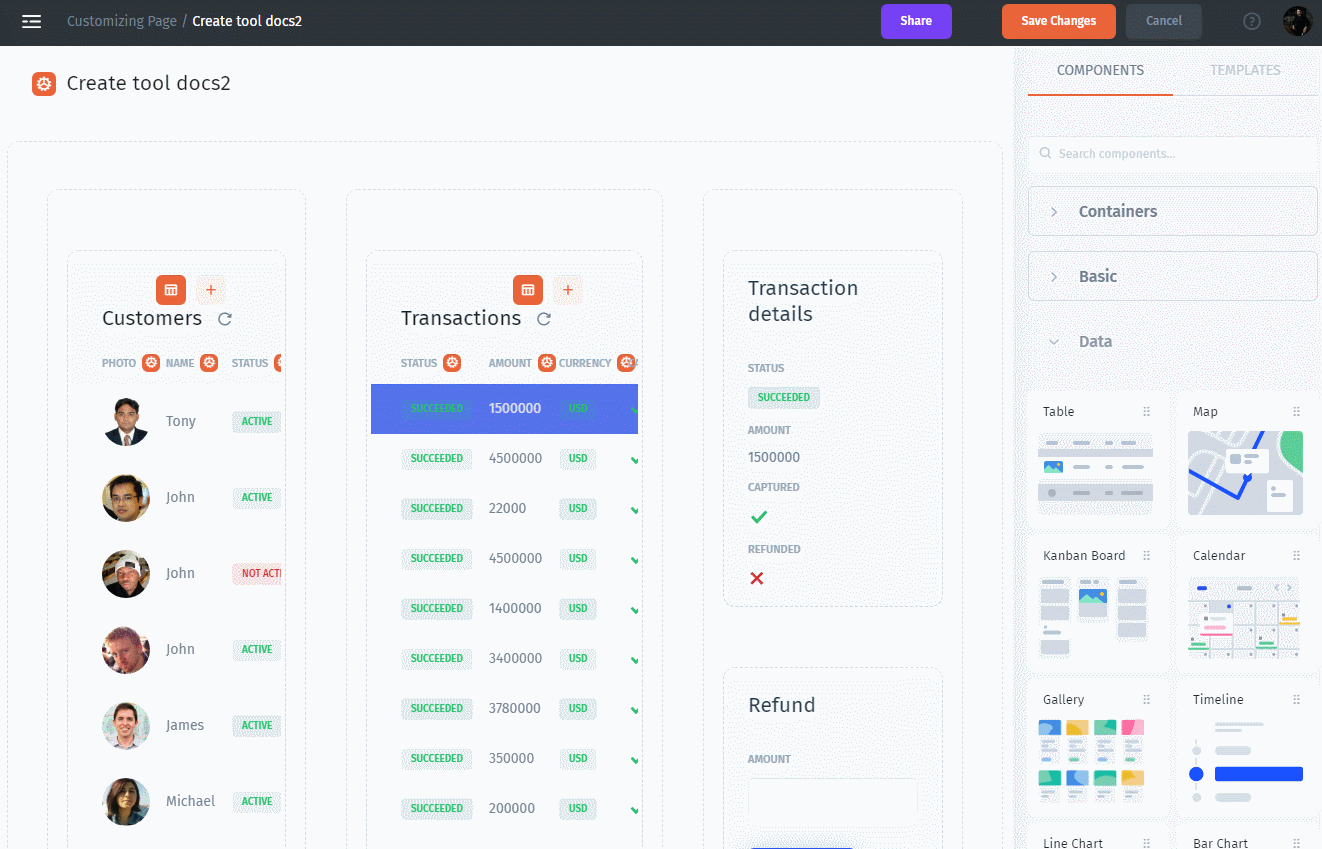 Customizing Page / Create tool docs2
Share
Save Changes
Cancel
?
Create tool docs2
COMPONENTS
TEMPLATES
Search components...
Containers
Basic
Data
Table
Map
Kanban Board
Calendar
Gallery
Timeline
Line Chart
Bar Chart
+
Customers
PHOTO NAME STATUS
Tony ACTIVE
John ACTIVE
John NOT ACTI
John ACTIVE
James ACTIVE
Michael ACTIVE
+
Transactions
STATUS AMOUNT CURRENCY
SUCCEEDED 1500000 USD
SUCCEEDED 4500000 USD
SUCCEEDED 22000 USD
SUCCEEDED 4500000 USD
SUCCEEDED 1400000 USD
SUCCEEDED 3400000 USD
SUCCEEDED 3780000 USD
SUCCEEDED 350000 USD
SUCCEEDED 200000 USD
Transaction
details
STATUS
SUCCEEDED
AMOUNT
1500000
CAPTURED
REFUNDED
Refund
AMOUNT